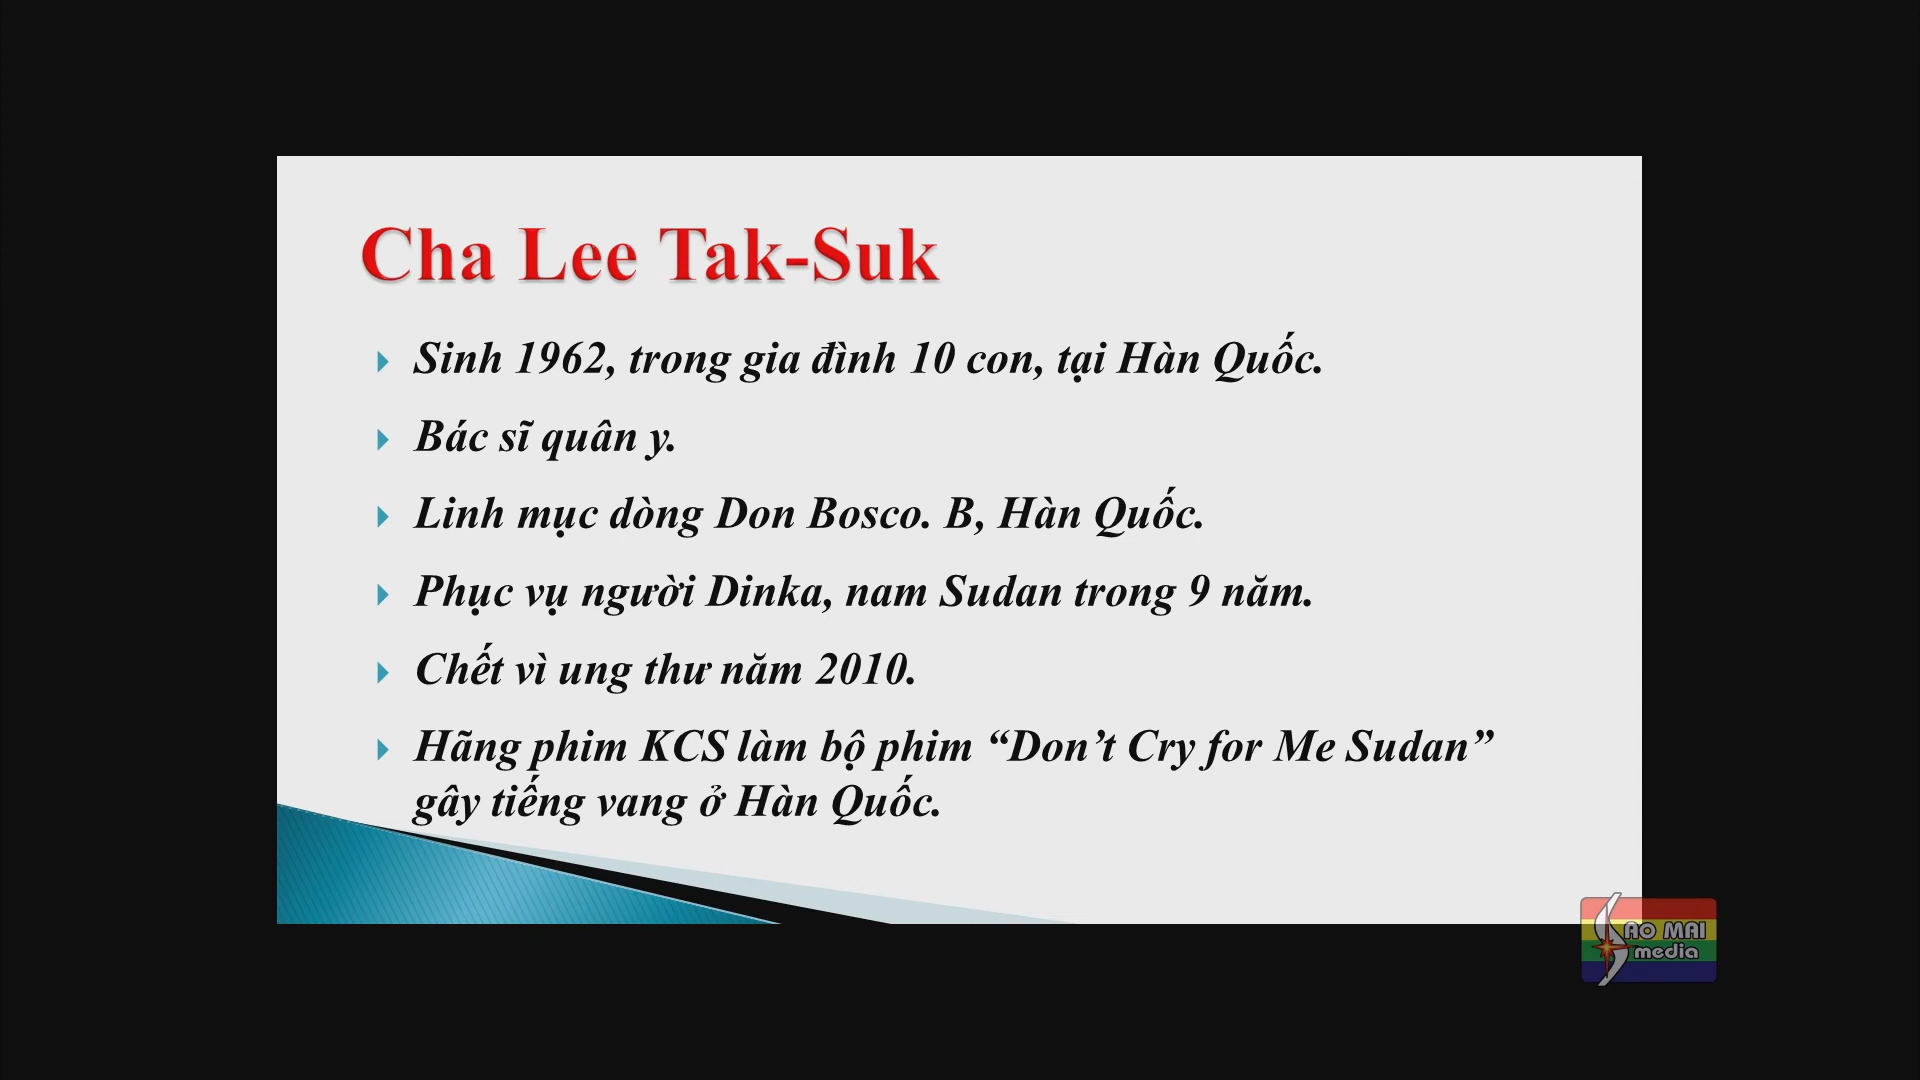 Cha Lee Tak-Suk
Sinh 1962, trong gia đình 10 con, tại Hàn Quốc.
Bác sĩ quân y.
Linh mục dòng Don Bosco. B, Hàn Quốc.
Phục vụ người Dinka, nam Sudan trong 9 năm.
Chết vì ung thư năm 2010.
Hãng phim KCS làm bộ phim “Don’t Cry for Me Sudan”
gây tiếng vang ở Hàn Quốc.
SAO MAI
media